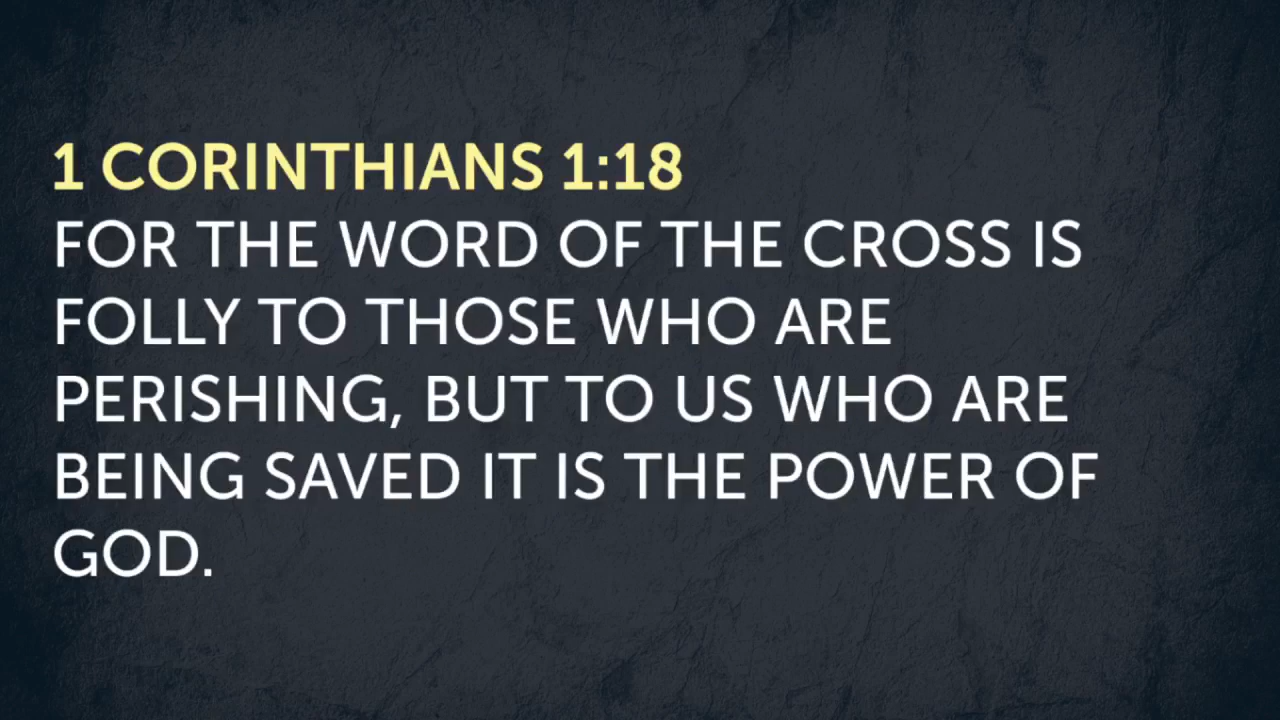 1 CORINTHIANS 1:18
FOR THE WORD OF THE CROSS IS
FOLLY TO THOSE WHO ARE
PERISHING, BUT TO US WHO ARE
BEING SAVED IT IS THE POWER OF
GOD.